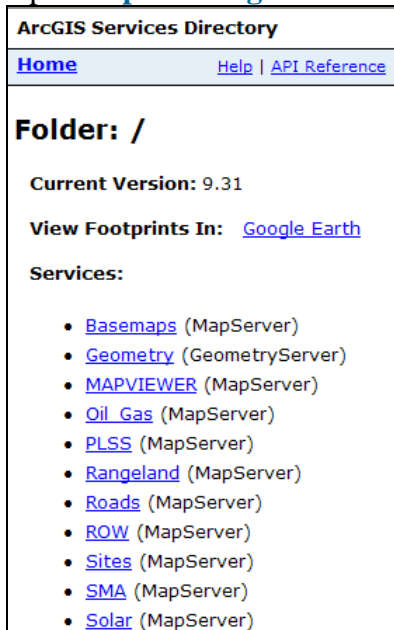 ArcGIS Services Directory
Home Help | API Reference
Folder: /
Current Version: 9.31
View Footprints In: Google Earth
Services:
• Basemaps (MapServer)
• Geometry (GeometryServer)
• MAPVIEWER (MapServer)
• Oil_Gas (MapServer)
• PLSS (MapServer)
• Rangeland (MapServer)
• Roads (MapServer)
• ROW (MapServer)
• Sites (MapServer)
• SMA (MapServer)
• Solar (MapServer)